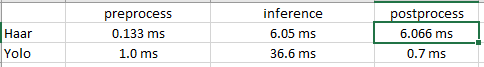 preprocess inference postprocess
Haar 0.133 ms 6.05 ms 6.066 ms
Yolo 1.0 ms 36.6 ms 0.7 ms